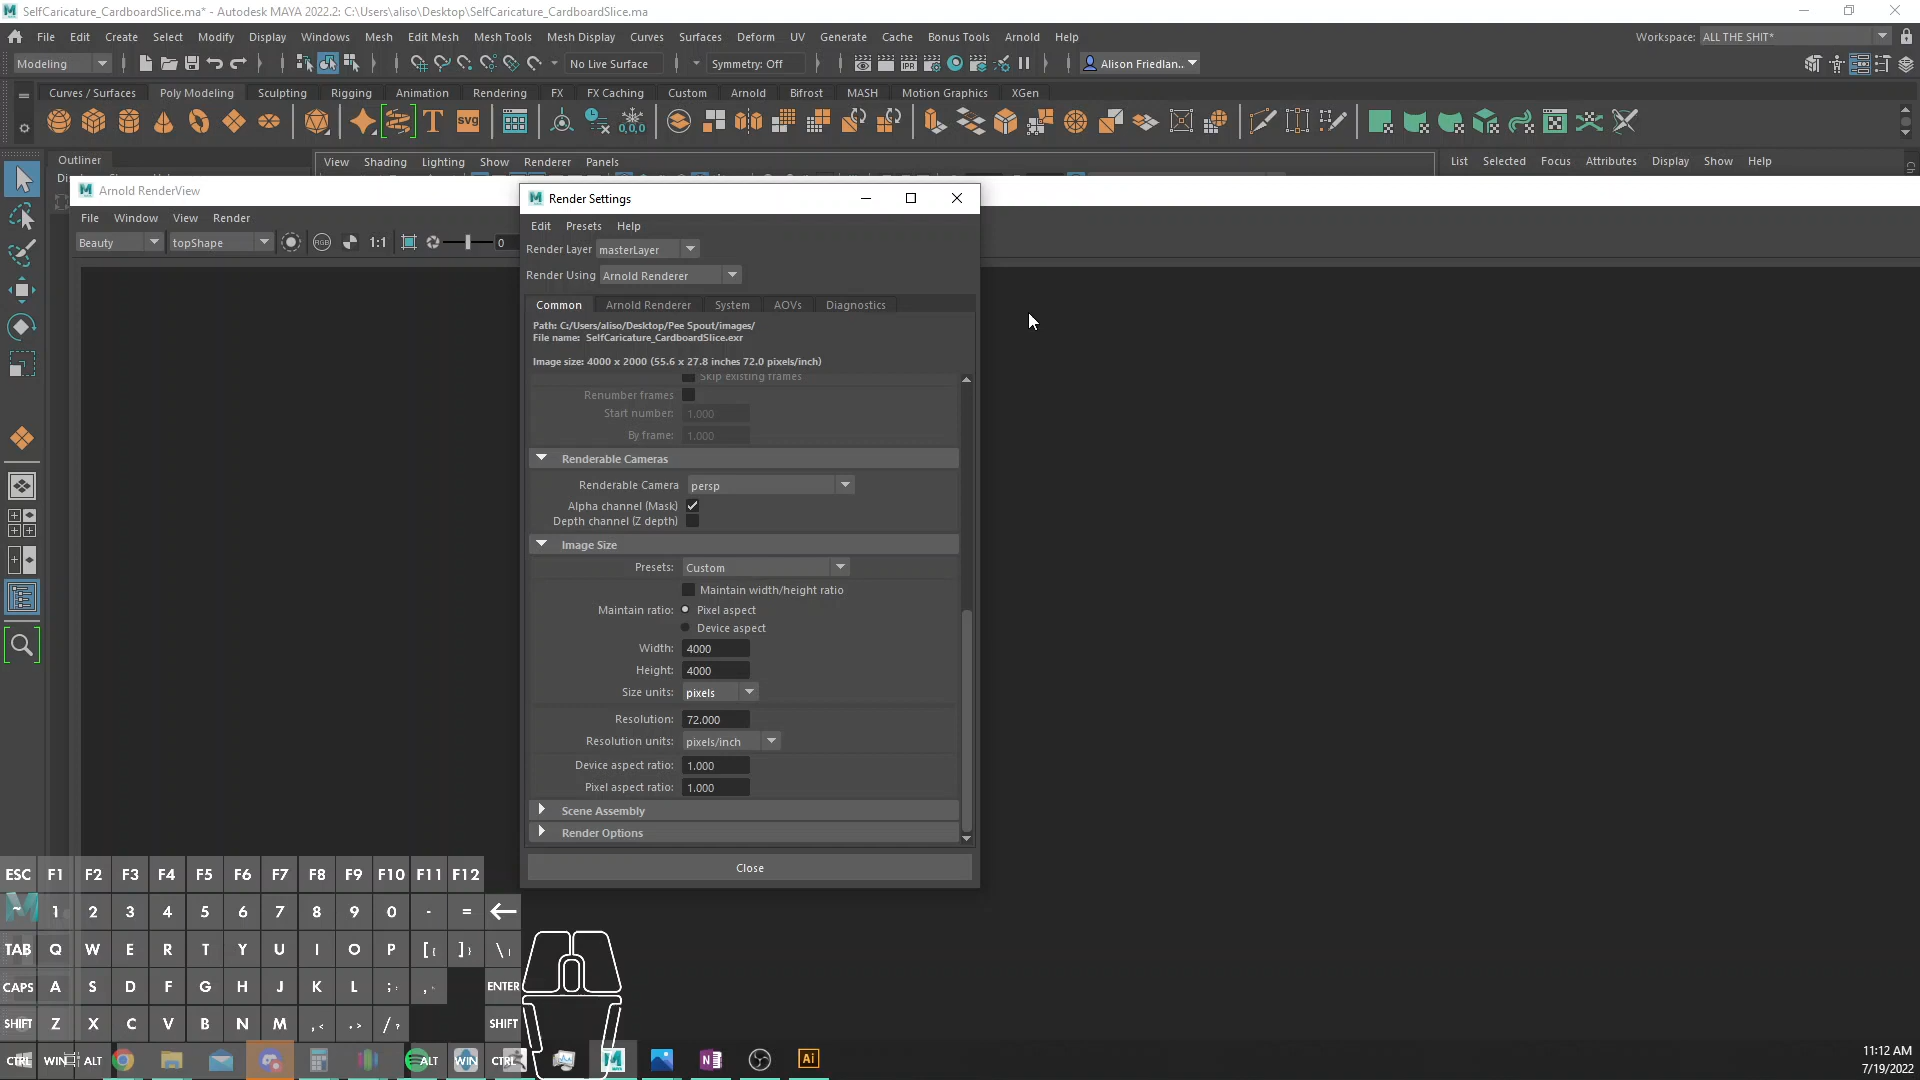 SelfCaricature_CardboardSlice.ma* - Autodesk MAYA 2022.2: C:\Users\aliso\Desktop\SelfCaricature_CardboardSlice.ma
File Edit Create Select Modify Display Windows Mesh Edit Mesh Mesh Tools Mesh Display Curves Surfaces Deform UV Generate Cache Bonus Tools Arnold Help Workspace: ALL THE SHIT*
Modeling No Live Surface Symmetry: Off IPR Alison Friedlan..
Curves / Surfaces Poly Modeling Sculpting Rigging Animation Rendering FX FX Caching Custom Arnold Bifrost MASH Motion Graphics XGen
T svg 0,0,0
Outliner View Shading Lighting Show Renderer Panels List Selected Focus Attributes Display Show Help
Arnold RenderView
File Window View Render
Beauty topShape RGB 1:1 0
Render Settings
Edit Presets Help
Render Layer masterLayer
Render Using Arnold Renderer
Common Arnold Renderer System AOVs Diagnostics
Path: C:/Users/aliso/Desktop/Pee Spout/images/
File name: SelfCaricature_CardboardSlice.exr
Image size: 4000 x 2000 (55.6 x 27.8 inches 72.0 pixels/inch)
Skip existing frames
Renumber frames
Start number: 1.000
By frame: 1.000
Renderable Cameras
Renderable Camera persp
Alpha channel (Mask)
Depth channel (Z depth)
Image Size
Presets: Custom
Maintain width/height ratio
Maintain ratio: Pixel aspect
Device aspect
Width: 4000
Height: 4000
Size units: pixels
Resolution: 72.000
Resolution units: pixels/inch
Device aspect ratio: 1.000
Pixel aspect ratio: 1.000
Scene Assembly
Render Options
Close
ESC F1 F2 F3 F4 F5 F6 F7 F8 F9 F10 F11 F12
~ 1 2 3 4 5 6 7 8 9 0 - =
TAB Q W E R T Y U I O P [{ ]} \|
CAPS A S D F G H J K L ; ENTER
SHIFT Z X C V B N M ,< .> /? SHIFT
CTRL WIN ALT ALT WIN CTRL M N Ai
11:12 AM
7/19/2022